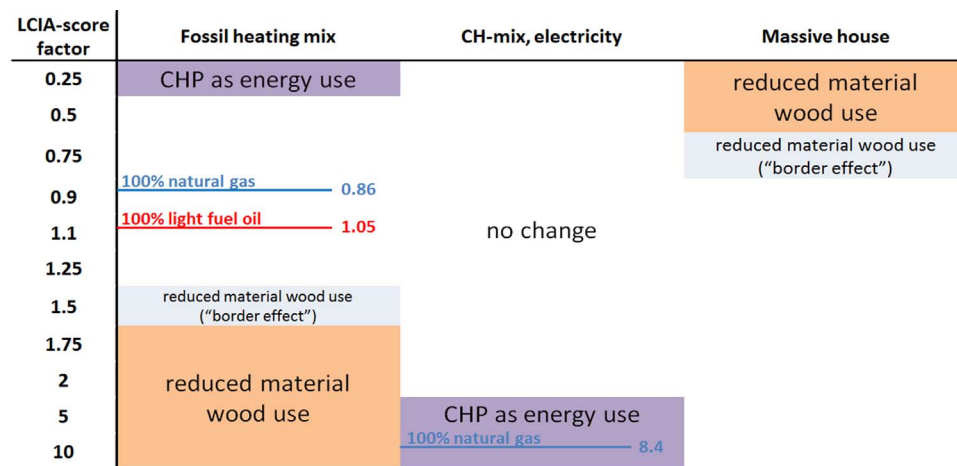 LCIA-score
factor
Fossil heating mix
CH-mix, electricity
Massive house
0.25
CHP as energy use
reduced material
wood use
0.5
0.75
reduced material wood use
(“border effect”)
100% natural gas
0.86
0.9
100% light fuel oil
1.05
1.1
no change
1.25
1.5
reduced material wood use
(“border effect”)
1.75
2
reduced material
wood use
5
CHP as energy use
100% natural gas
8.4
10